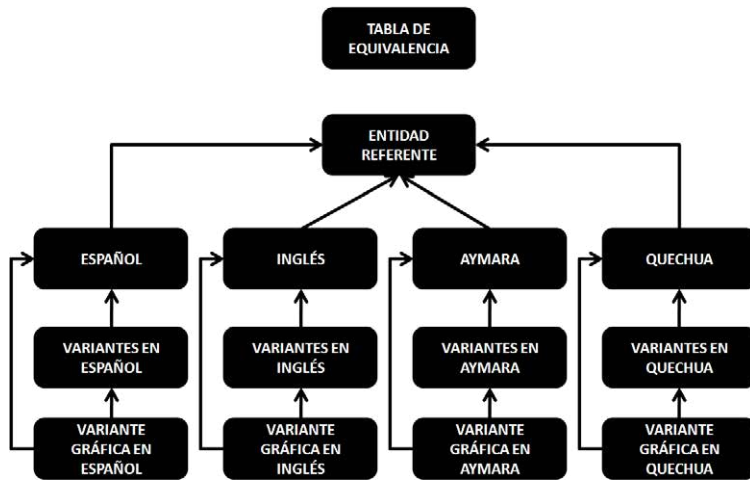 TABLA DE
EQUIVALENCIA
ENTIDAD
REFERENTE
ESPAÑOL
INGLÉS
AYMARA
QUECHUA
VARIANTES EN
ESPAÑOL
VARIANTES EN
INGLÉS
VARIANTES EN
AYMARA
VARIANTES EN
QUECHUA
VARIANTE
GRÁFICA EN
ESPAÑOL
VARIANTE
GRÁFICA EN
INGLÉS
VARIANTE
GRÁFICA EN
AYMARA
VARIANTE
GRÁFICA EN
QUECHUA